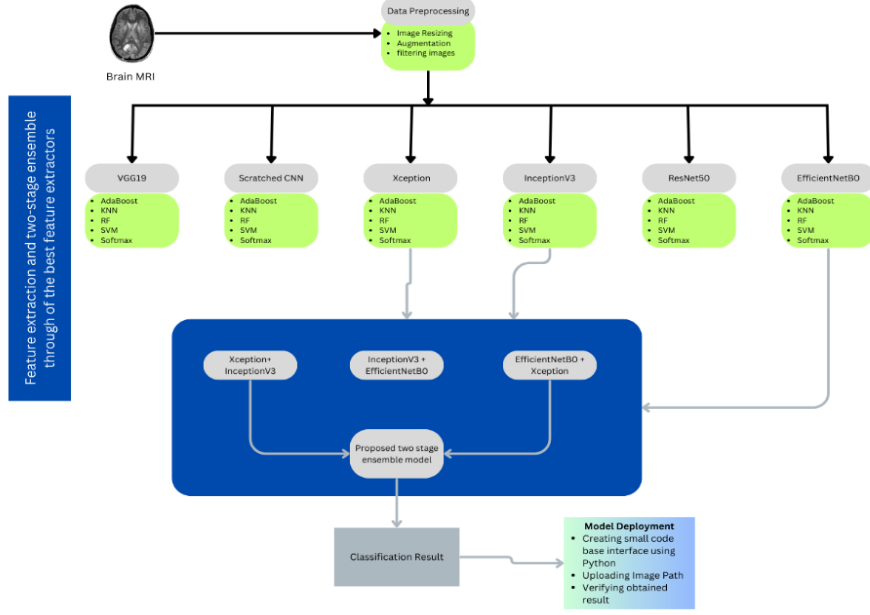 Data Preprocessing
Image Resizing
Augmentation
filtering images
Brain MRI
Feature extraction and two-stage ensemble
through of the best feature extractors
VGG19
AdaBoost
KNN
RF
SVM
Softmax
Scratched CNN
AdaBoost
KNN
RF
SVM
Softmax
Xception
AdaBoost
KNN
RF
SVM
Softmax
InceptionV3
AdaBoost
KNN
RF
SVM
Softmax
ResNet50
AdaBoost
KNN
RF
SVM
Softmax
EfficientNetB0
AdaBoost
KNN
RF
SVM
Softmax
Xception+
InceptionV3
InceptionV3 +
EfficientNetB0
EfficientNetB0 +
Xception
Proposed two stage
ensemble model
Classification Result
Model Deployment
Creating small code
base interface using
Python
Uploading Image Path
Verifying obtained
result